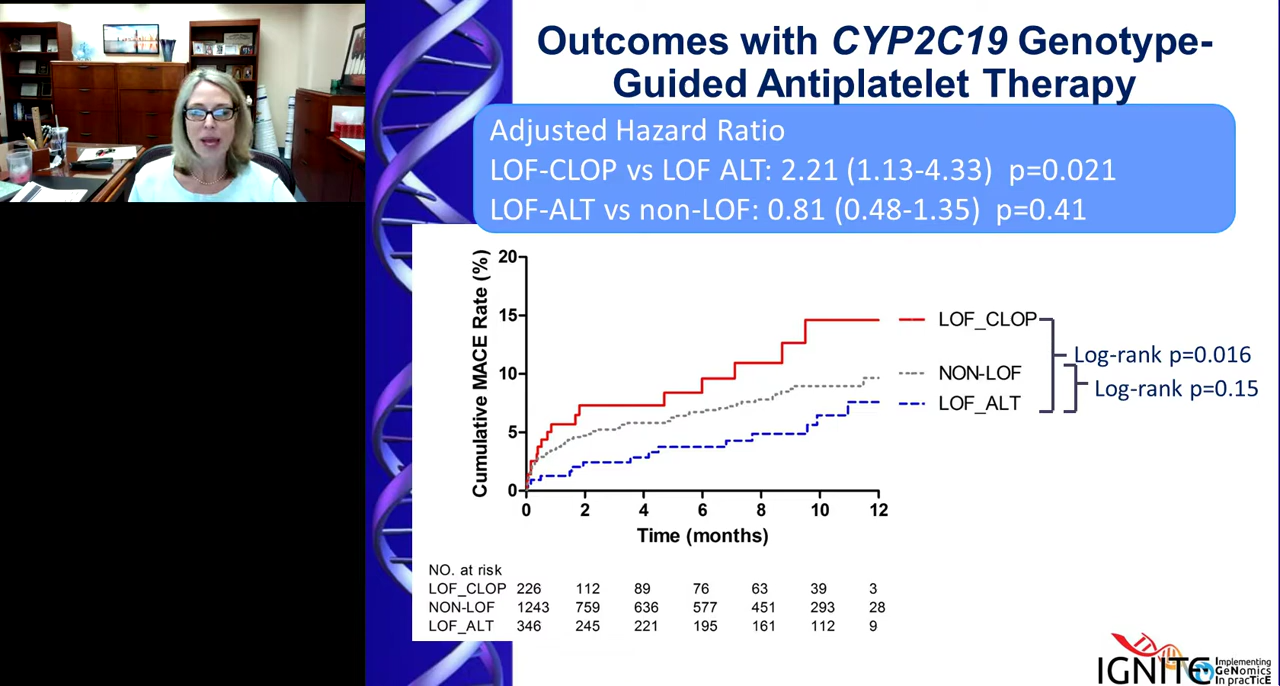 Outcomes with CYP2C19 Genotype-
Guided Antiplatelet Therapy
Adjusted Hazard Ratio
LOF-CLOP vs LOF ALT: 2.21 (1.13-4.33) p=0.021
LOF-ALT vs non-LOF: 0.81 (0.48-1.35) p=0.41
Cumulative MACE Rate (%)
20
15
10
5
0
0 2 4 6 8 10 12
Time (months)
LOF_CLOP
NON-LOF
LOF_ALT
Log-rank p=0.016
Log-rank p=0.15
NO. at risk
LOF_CLOP 226 112 89 76 63 39 3
NON-LOF 1243 759 636 577 451 293 28
LOF_ALT 346 245 221 195 161 112 9
IGNITE
Implementing
GeNomics
In pracTicE